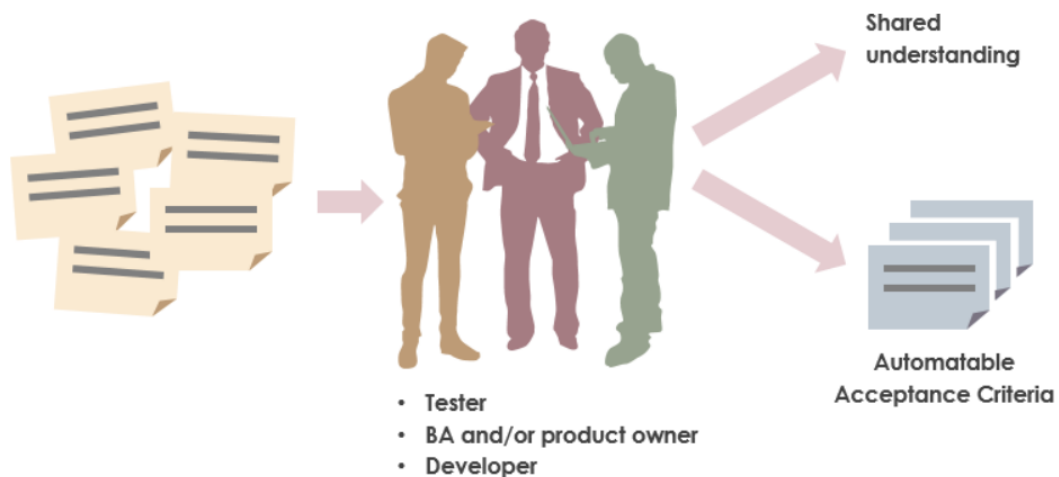 Shared
understanding
Automatable
Acceptance Criteria
• Tester
• BA and/or product owner
• Developer